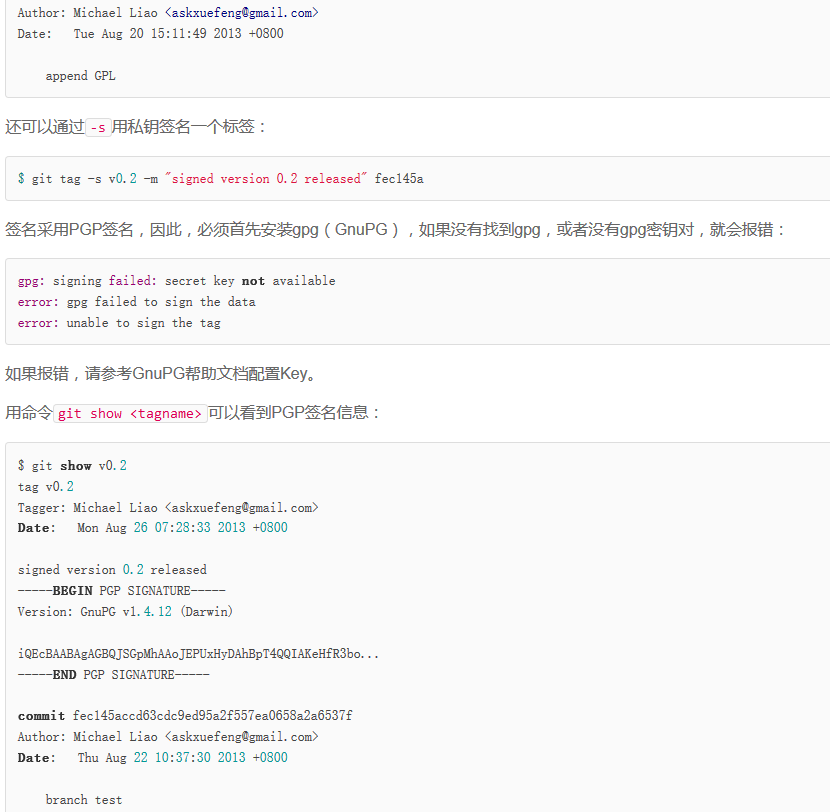 Author: Michael Liao <askxuefeng@gmail.com>
Date:   Tue Aug 20 15:11:49 2013 +0800
    append GPL
还可以通过-s用私钥签名一个标签：
$ git tag -s v0.2 -m "signed version 0.2 released" fec145a
签名采用PGP签名，因此，必须首先安装gpg（GnuPG），如果没有找到gpg，或者没有gpg密钥对，就会报错：
gpg: signing failed: secret key not available
error: gpg failed to sign the data
error: unable to sign the tag
如果报错，请参考GnuPG帮助文档配置Key。
用命令git show <tagname>可以看到PGP签名信息：
$ git show v0.2
tag v0.2
Tagger: Michael Liao <askxuefeng@gmail.com>
Date:   Mon Aug 26 07:28:33 2013 +0800
signed version 0.2 released
-----BEGIN PGP SIGNATURE-----
Version: GnuPG v1.4.12 (Darwin)
iQEcBAABAgAGBQJSGpMhAAoJEPUxHyDAhBpT4QQIAKeHfR3bo...
-----END PGP SIGNATURE-----
commit fec145accd63cdc9ed95a2f557ea0658a2a6537f
Author: Michael Liao <askxuefeng@gmail.com>
Date:   Thu Aug 22 10:37:30 2013 +0800
    branch test